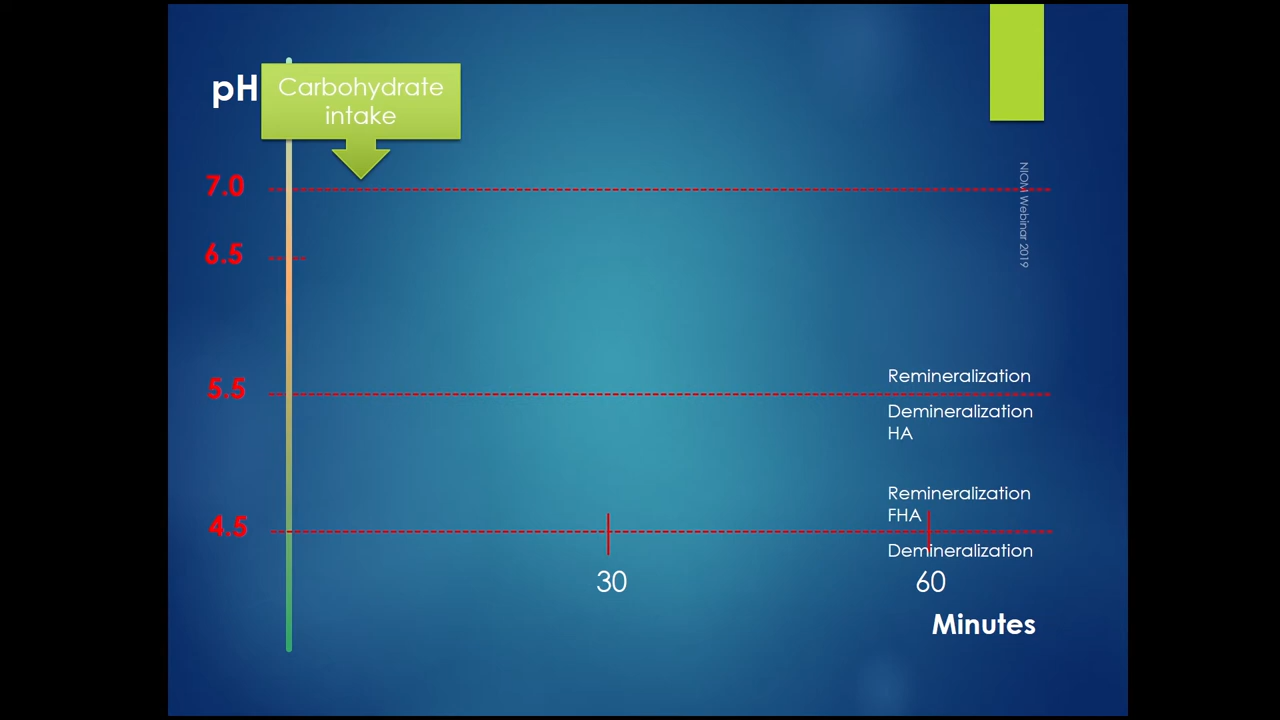 pH
Carbohydrate
intake
7.0
6.5
NIOM Webinar 2019
5.5
Remineralization
Demineralization
HA
Remineralization
FHA
4.5
Demineralization
30
60
Minutes